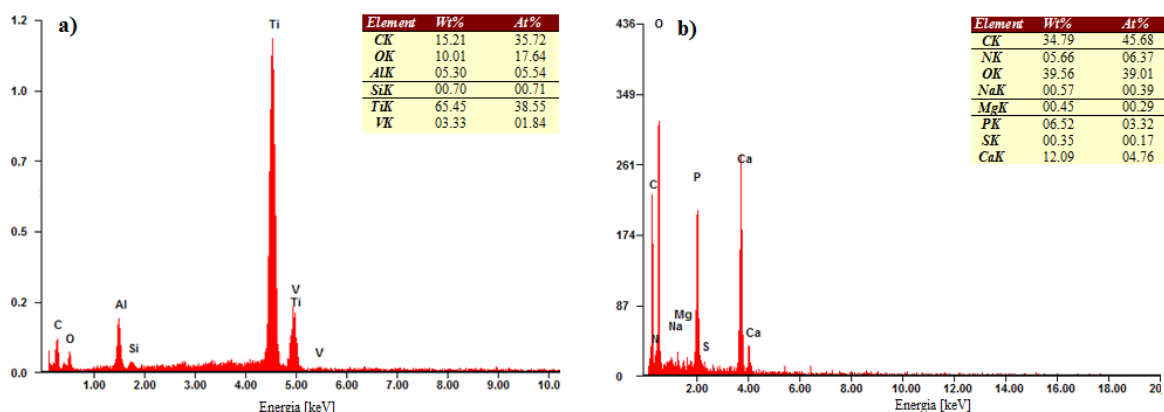 a)
Ti
1.2
1.0
0.7
0.5
0.2
0.0
C
O
Al
Si
V
Ti
V
1.00 2.00 3.00 4.00 5.00 6.00 7.00 8.00 9.00 10.0
Energia [keV]
Element Wt% At%
CK 15.21 35.72
OK 10.01 17.64
AlK 05.30 05.54
SiK 00.70 00.71
TiK 65.45 38.55
VK 03.33 01.84
b)
O
436
349
261
174
87
0
C
N
Na
Mg
P
S
Ca
Ca
2.00 4.00 6.00 8.00 10.00 12.00 14.00 16.00 18.00 20.0
Energia [keV]
Element Wt% At%
CK 34.79 45.68
NK 05.66 06.37
OK 39.56 39.01
NaK 00.57 00.39
MgK 00.45 00.29
PK 06.52 03.32
SK 00.35 00.17
CaK 12.09 04.76